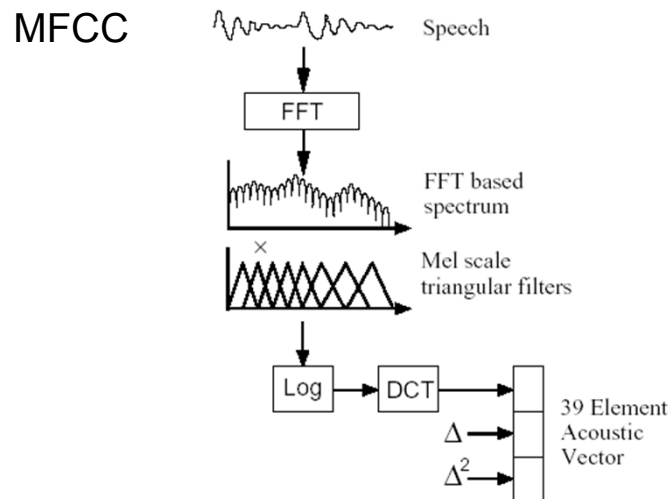 MFCC
Speech
FFT
FFT based
spectrum
×
Mel scale
triangular filters
Log
DCT
39 Element
Acoustic
Vector
Δ
Δ²